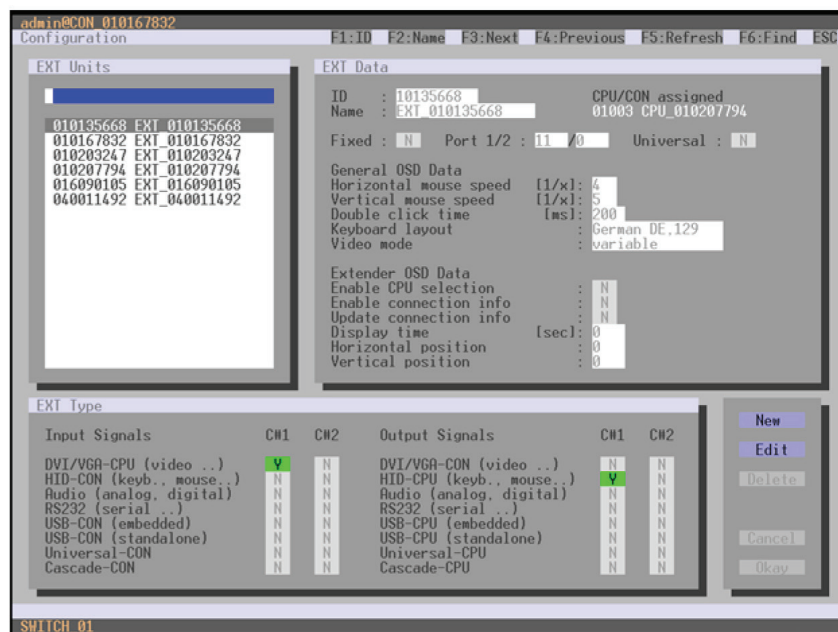 admin@CON_010167832
Configuration F1:ID F2:Name F3:Next F4:Previous F5:Refresh F6:Find ESC
EXT Units
010135668 EXT_010135668
010167832 EXT_010167832
010203247 EXT_010203247
010207794 EXT_010207794
016090105 EXT_016090105
040011492 EXT_040011492
EXT Data
ID : 10135668 CPU/CON assigned
Name : EXT_010135668 01003 CPU_010207794
Fixed : N Port 1/2 : 11 /0 Universal : N
General OSD Data
Horizontal mouse speed [1/x]: 4
Vertical mouse speed [1/x]: 5
Double click time [ms]: 200
Keyboard layout : German DE,129
Video mode : variable
Extender OSD Data
Enable CPU selection : N
Enable connection info : N
Update connection info : N
Display time [sec]: 0
Horizontal position : 0
Vertical position : 0
EXT Type
Input Signals C#1 C#2 Output Signals C#1 C#2
DVI/VGA-CPU (video ..) Y N DVI/VGA-CON (video ..) N N
HID-CON (keyb., mouse..) N N HID-CPU (keyb., mouse..) Y N
Audio (analog, digital) N N Audio (analog, digital) N N
RS232 (serial ..) N N RS232 (serial ..) N N
USB-CON (embedded) N N USB-CPU (embedded) N N
USB-CON (standalone) N N USB-CPU (standalone) N N
Universal-CON N N Universal-CPU N N
Cascade-CON N N Cascade-CPU N N
New
Edit
Delete
Cancel
Okay
SWITCH_01